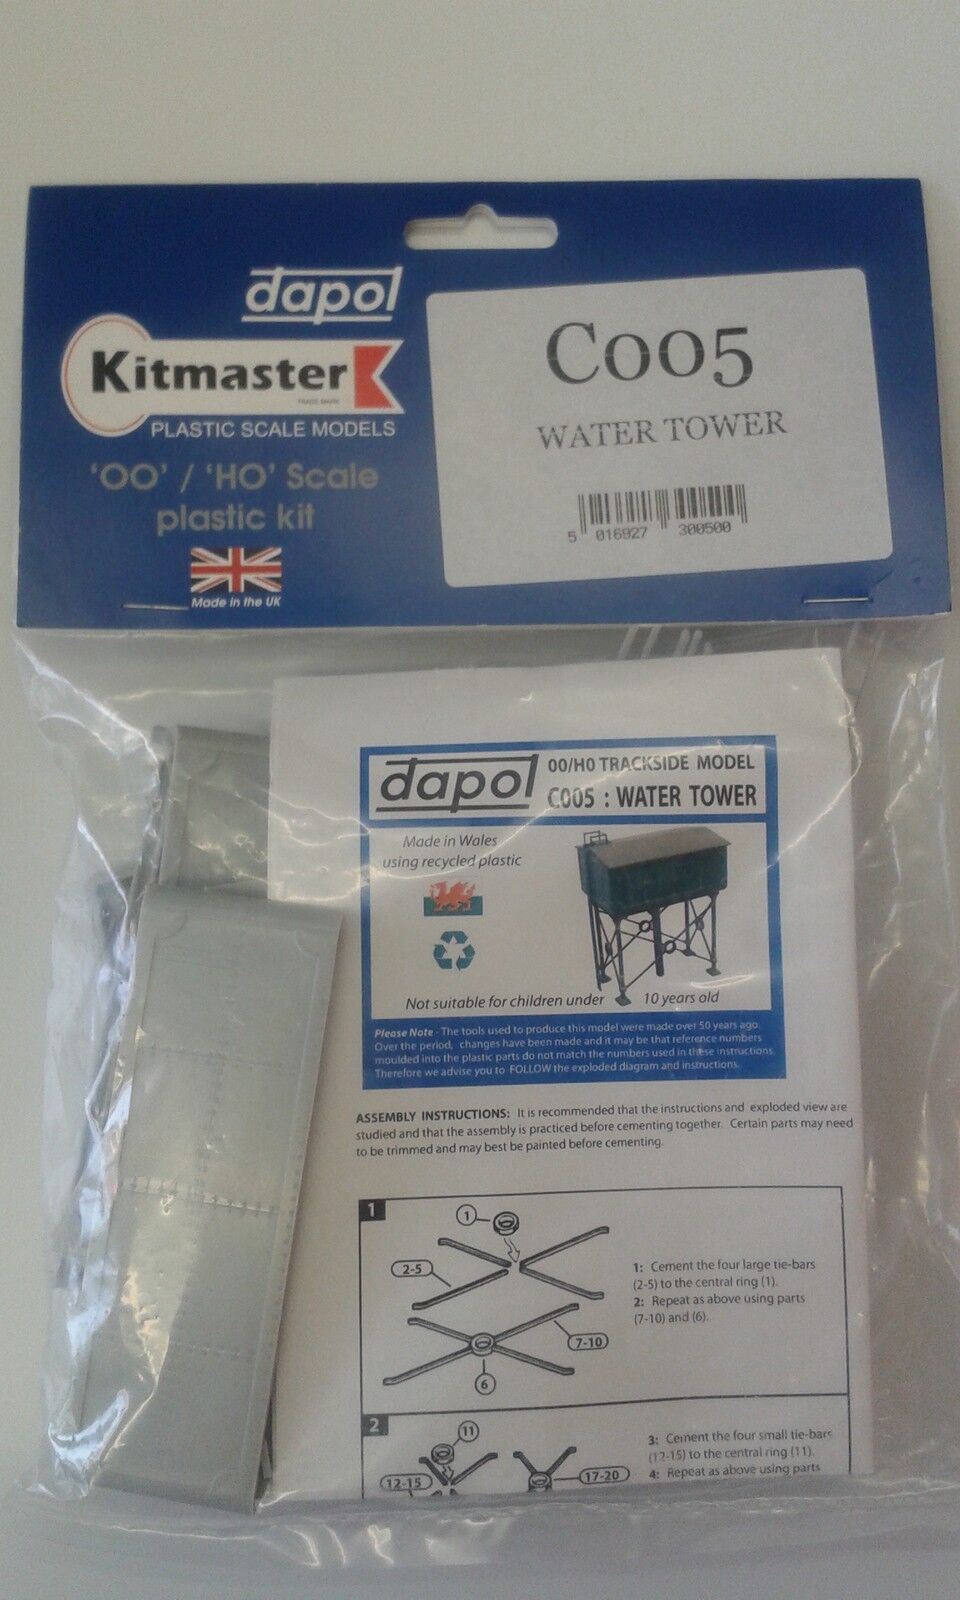 dapol
Kitmaster
TRADE MARK
PLASTIC SCALE MODELS
'OO' / 'HO' Scale
plastic kit
Made in the UK
C005
WATER TOWER
5 016927 300500
dapol
OO/HO TRACKSIDE MODEL
C005 : WATER TOWER
Made in Wales
using recycled plastic
Not suitable for children under 10 years old
Please Note - The tools used to produce this model were made over 50 years ago.
Over the period, changes have been made and it may be that reference numbers
moulded into the plastic parts do not match the numbers used in these instructions.
Therefore we advise you to FOLLOW the exploded diagram and instructions.
ASSEMBLY INSTRUCTIONS: It is recommended that the instructions and exploded view are
studied and that the assembly is practiced before cementing together. Certain parts may need
to be trimmed and may best be painted before cementing.
1
1
2-5
7-10
6
1: Cement the four large tie-bars
(2-5) to the central ring (1).
2: Repeat as above using parts
(7-10) and (6).
2
11
12-15
17-20
3: Cement the four small tie-bars
(12-15) to the central ring (11).
4: Repeat as above using parts